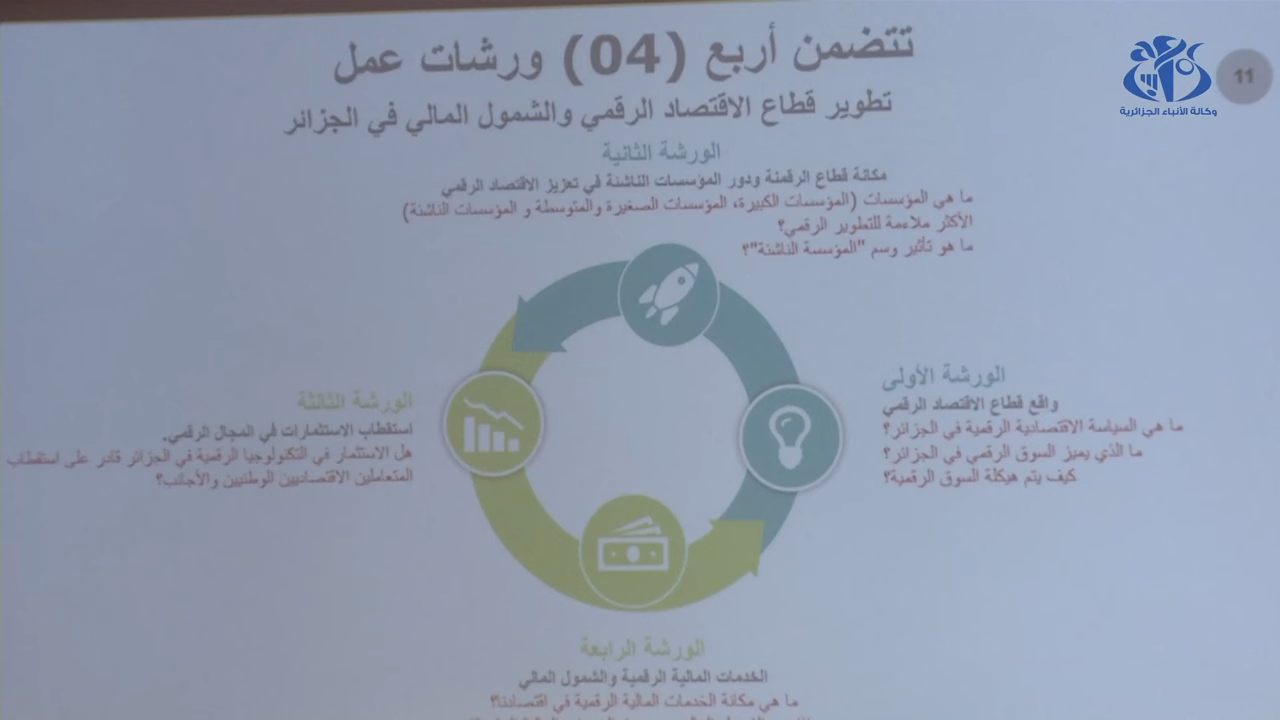 تتضمن أربع (04) ورشات عمل
تطوير قطاع الاقتصاد الرقمي والشمول المالي في الجزائر
11
وكالة الأنباء الجزائرية
الورشة الثانية
مكانة قطاع الرقمنة ودور المؤسسات الناشئة في تعزيز الاقتصاد الرقمي
ما هي المؤسسات (المؤسسات الكبيرة، المؤسسات الصغيرة والمتوسطة و المؤسسات الناشئة)
الأكثر ملاءمة للتطوير الرقمي؟
ما هو تأثير وسم "المؤسسة الناشئة"؟
الورشة الأولى
واقع قطاع الاقتصاد الرقمي
ما هي السياسة الاقتصادية الرقمية في الجزائر؟
ما الذي يميز السوق الرقمي في الجزائر؟
كيف يتم هيكلة السوق الرقمية؟
الورشة الثالثة
استقطاب الاستثمارات في المجال الرقمي.
هل الاستثمار في التكنولوجيا الرقمية في الجزائر قادر على استقطاب
المتعاملين الاقتصاديين الوطنيين والأجانب؟
الورشة الرابعة
الخدمات المالية الرقمية والشمول المالي
ما هي مكانة الخدمات المالية الرقمية في اقتصادنا؟